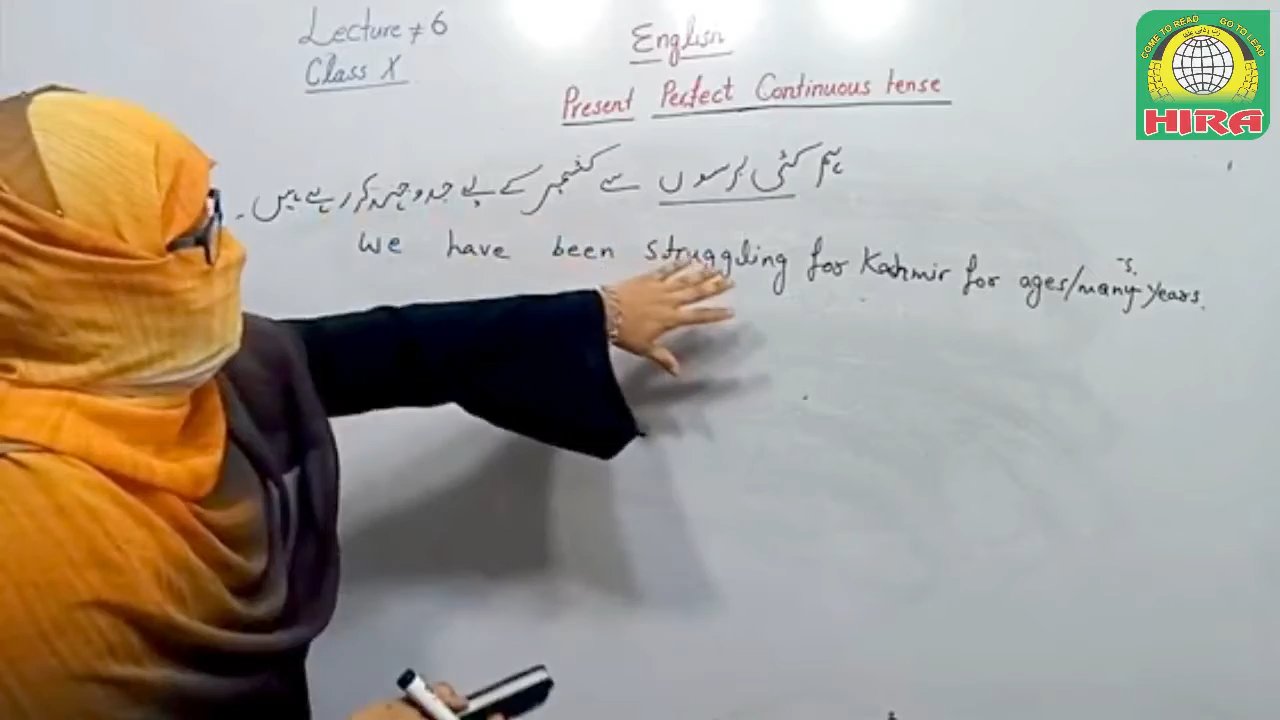 Lecture # 6
Class X
English
Present Perfect Continuous tense
ہم کئی برسوں سے کشمیر کے لیے جدوجہد کر رہے ہیں۔
We have been struggling for Kashmir for ages/many years.
COME TO READ GO TO LEAD
HIRA